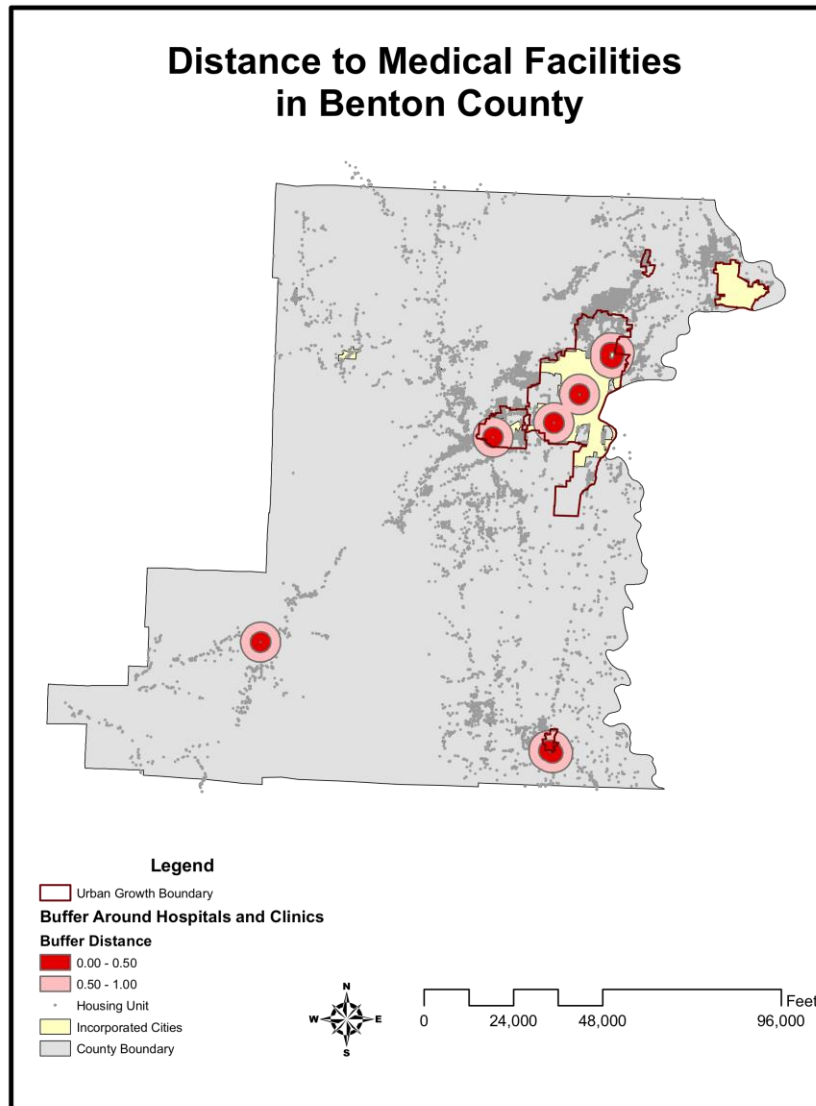 Distance to Medical Facilities
in Benton County
Legend
Urban Growth Boundary
Buffer Around Hospitals and Clinics
Buffer Distance
0.00 - 0.50
0.50 - 1.00
Housing Unit
Incorporated Cities
County Boundary
N
W E
S
Feet
0 24,000 48,000 96,000